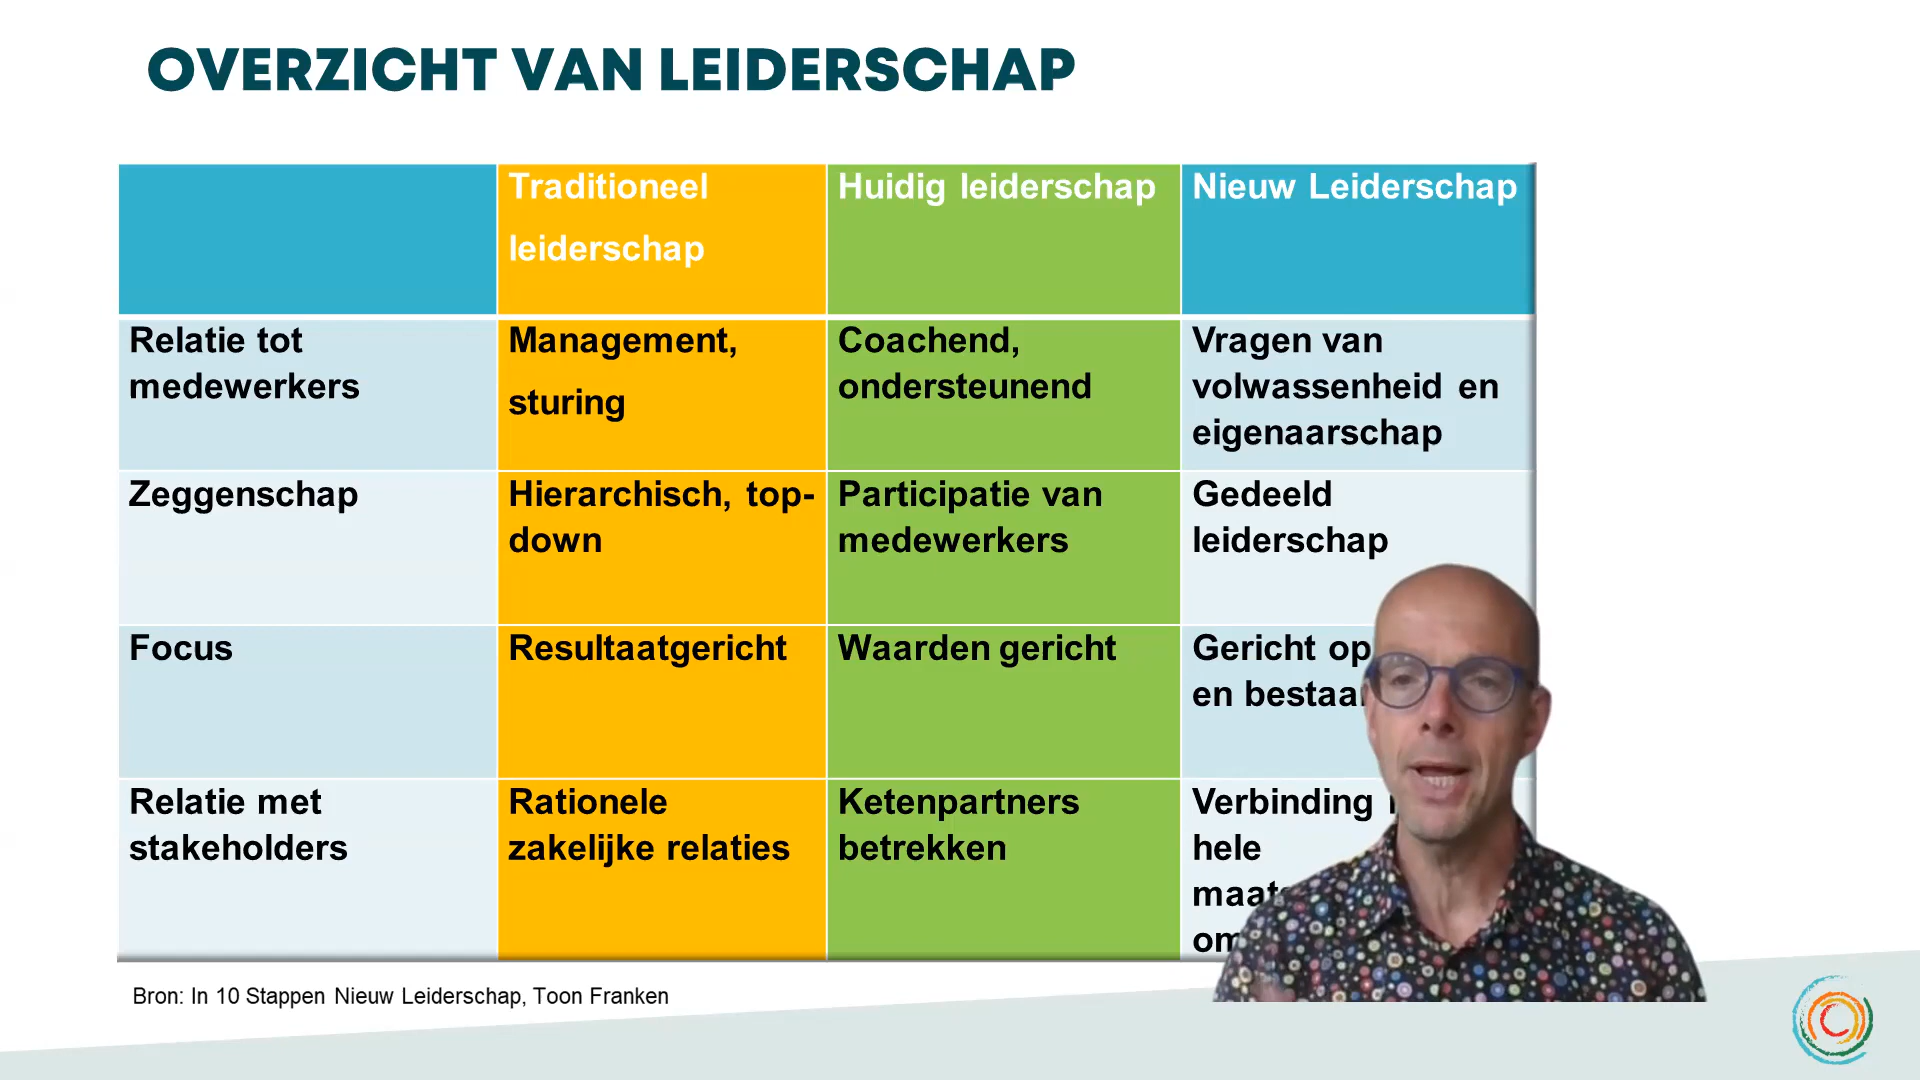 OVERZICHT VAN LEIDERSCHAP
Traditioneel
leiderschap
Huidig leiderschap
Nieuw Leiderschap
Relatie tot
medewerkers
Management,
sturing
Coachend,
ondersteunend
Vragen van
volwassenheid en
eigenaarschap
Zeggenschap
Hierarchisch, top-
down
Participatie van
medewerkers
Gedeeld
leiderschap
Focus
Resultaatgericht
Waarden gericht
Gericht op
en
Relatie met
stakeholders
Rationele
zakelijke relaties
Ketenpartners
betrekken
Verbinding
hele
Bron: In 10 Stappen Nieuw Leiderschap, Toon Franken